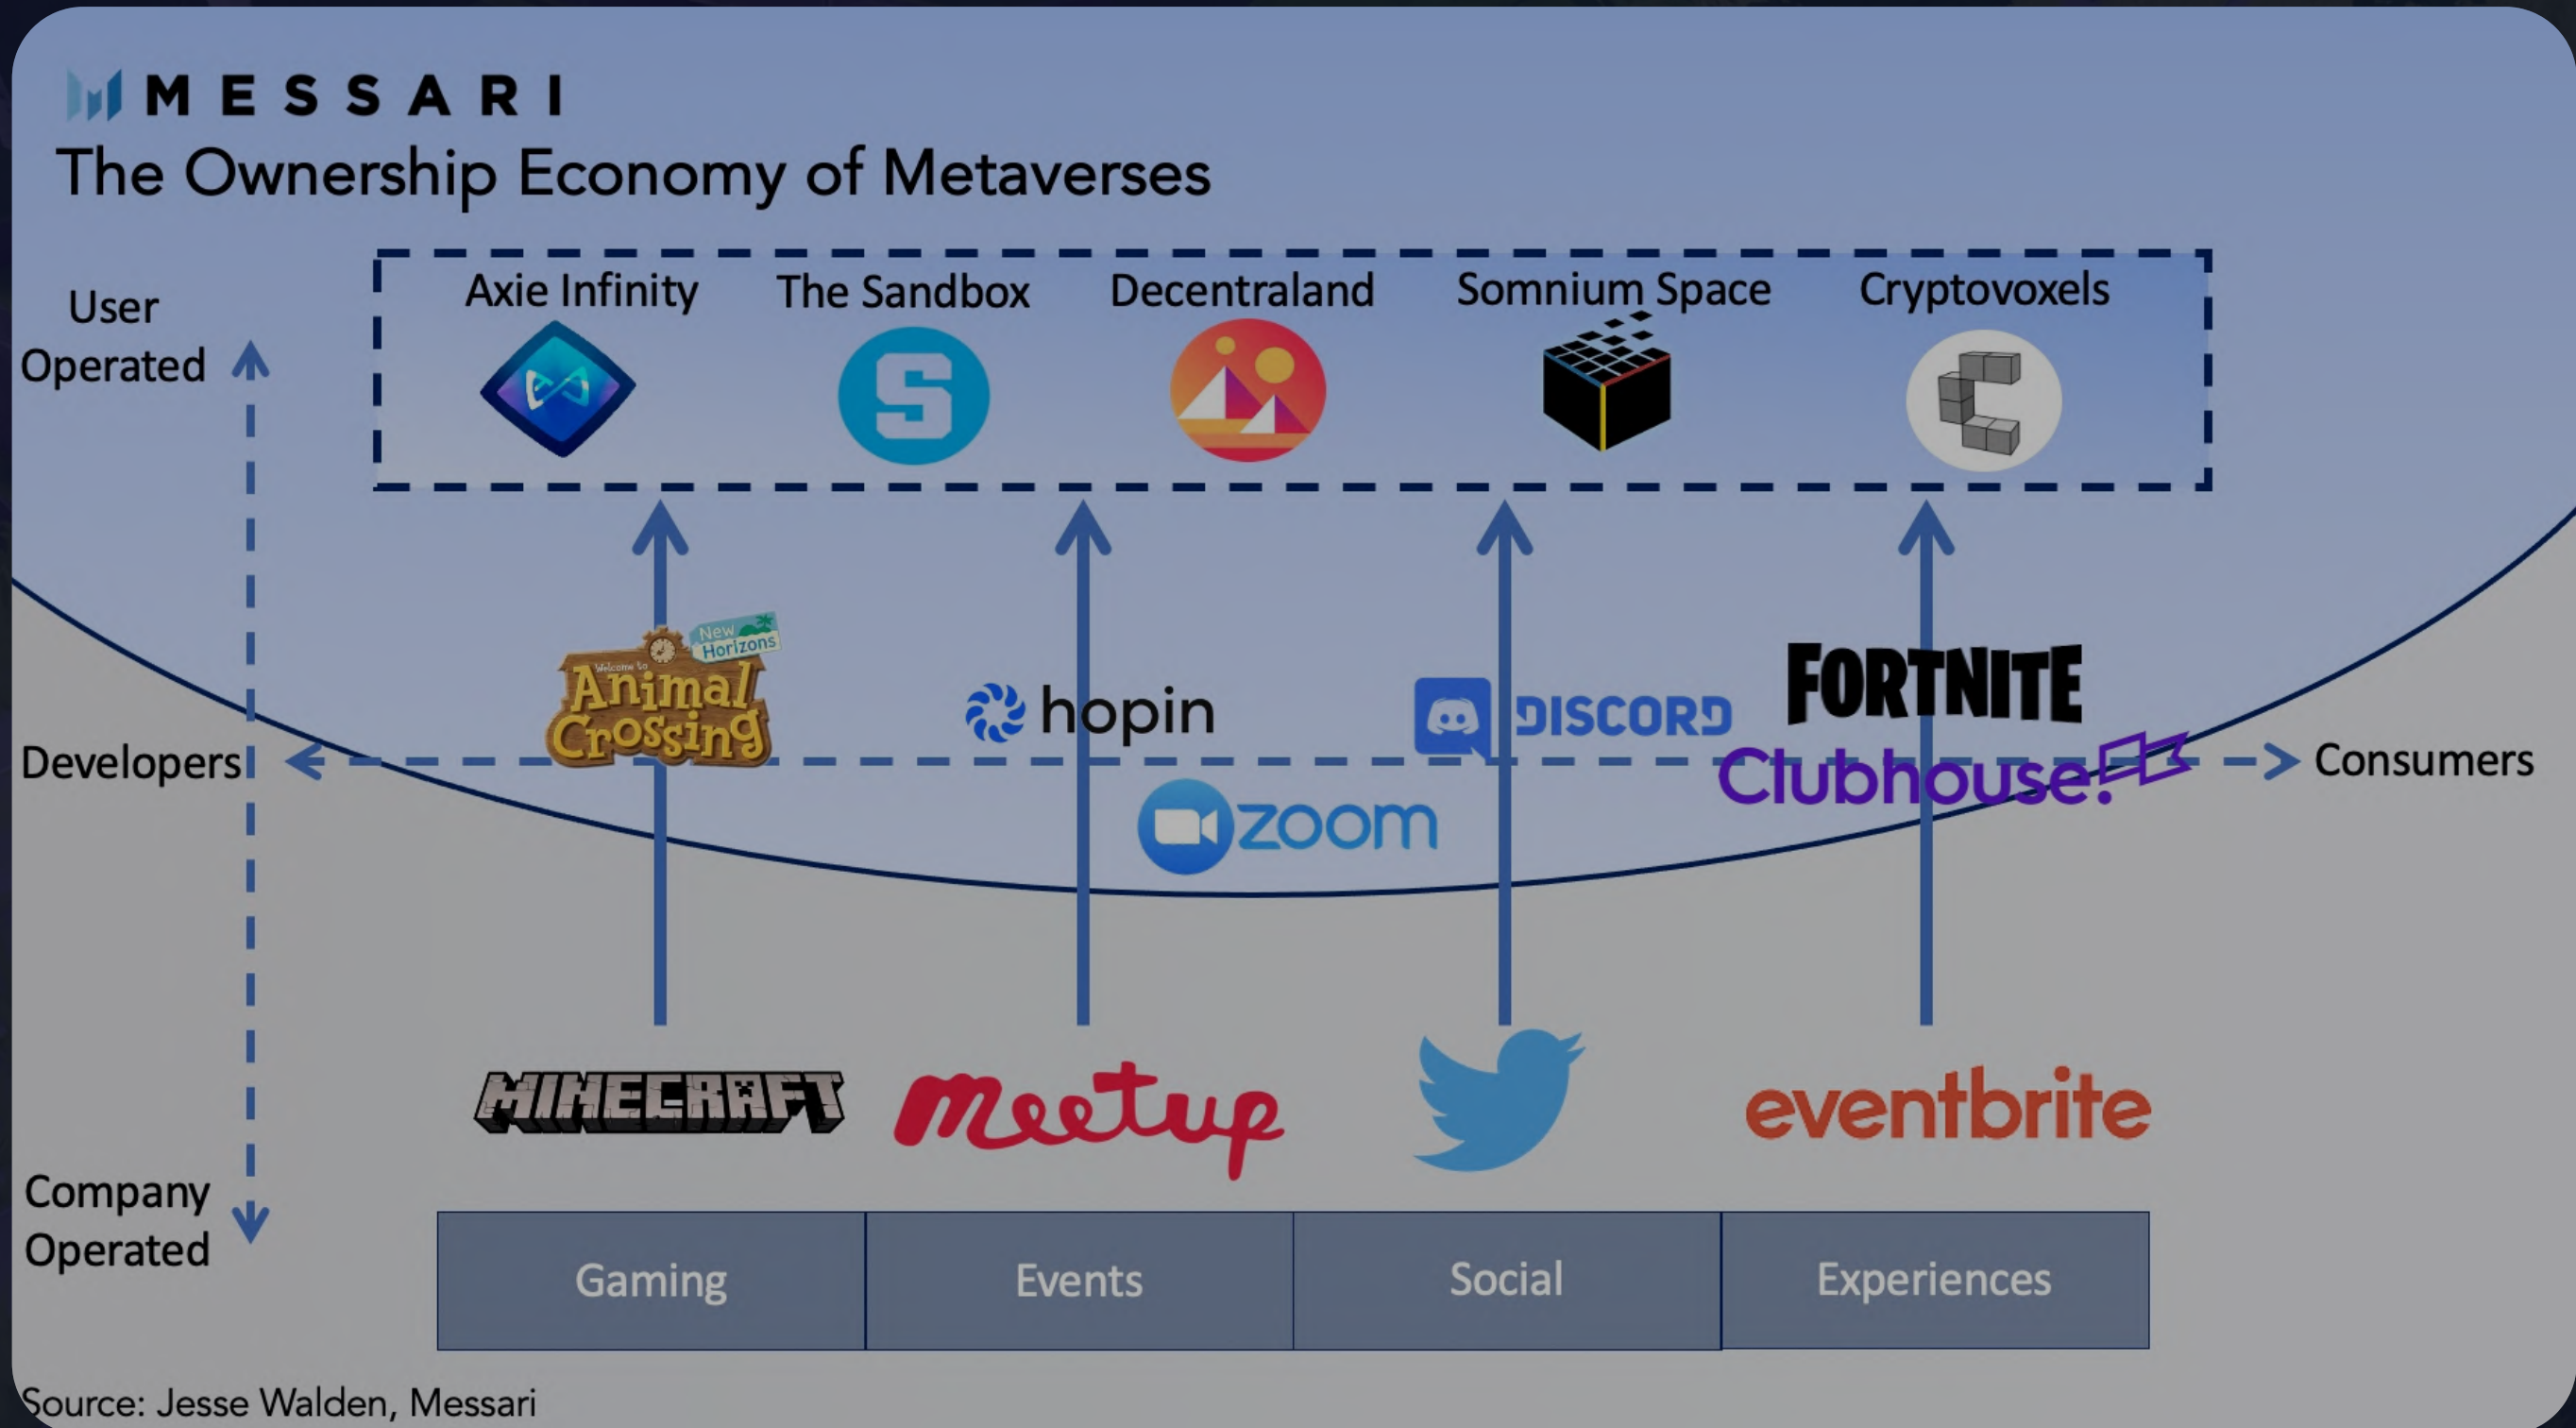 MESSARI
The Ownership Economy of Metaverses
User
Operated
Axie Infinity
The Sandbox
Decentraland
Somnium Space
Cryptovoxels
New
Horizons
Welcome to
Animal
Crossing
hopin
DISCORD
FORTNITE
Developers
Clubhouse!
Consumers
zoom
MINECRAFT
meetup
eventbrite
Company
Operated
Gaming
Events
Social
Experiences
Source: Jesse Walden, Messari